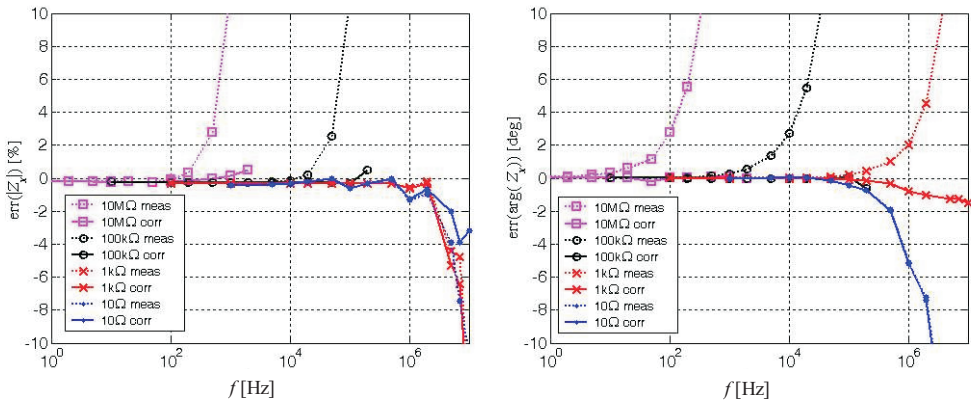 err(|Zx|) [%]
10
8
6
4
2
0
-2
-4
-6
-8
-10
10MΩ meas
10MΩ corr
100kΩ meas
100kΩ corr
1kΩ meas
1kΩ corr
10Ω meas
10Ω corr
10^0 10^2 10^4 10^6
f [Hz]
err(arg( Zx)) [deg]
10
8
6
4
2
0
-2
-4
-6
-8
-10
10MΩ meas
10MΩ corr
100kΩ meas
100kΩ corr
1kΩ meas
1kΩ corr
10Ω meas
10Ω corr
10^0 10^2 10^4 10^6
f [Hz]